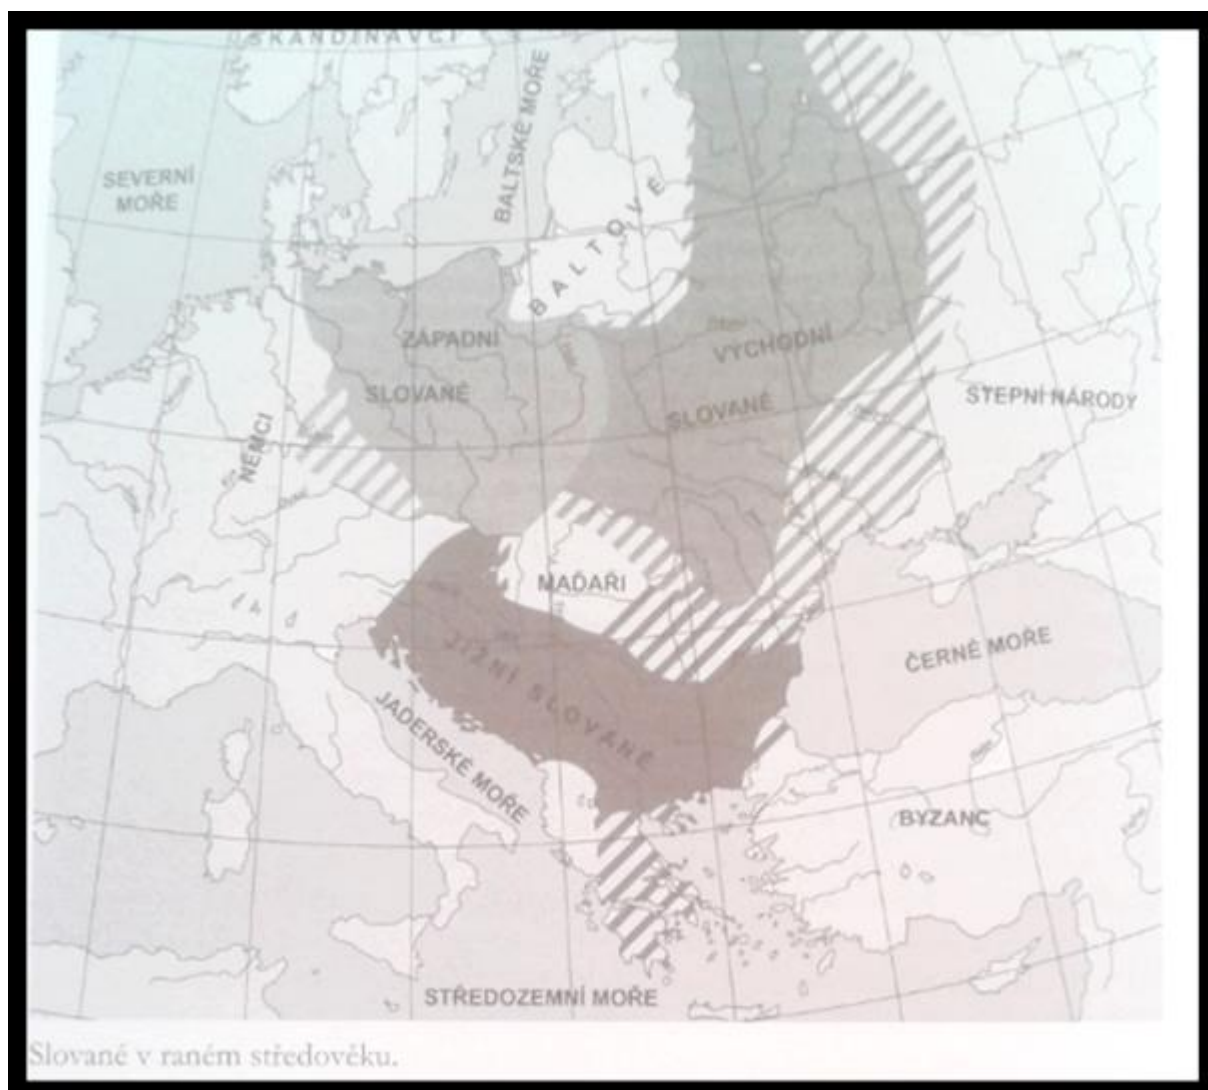 SKANDINÁVCI
BALTSKÉ MOŘE
SEVERNÍ
MOŘE
BALTOVÉ
ZÁPADNÍ
SLOVANÉ
VÝCHODNÍ
SLOVANÉ
STEPNÍ NÁRODY
NĚMCI
MAĎAŘI
JIŽNÍ SLOVANÉ
ČERNÉ MOŘE
JADERSKÉ MOŘE
BYZANC
STŘEDOZEMNÍ MOŘE
Slované v raném středověku.